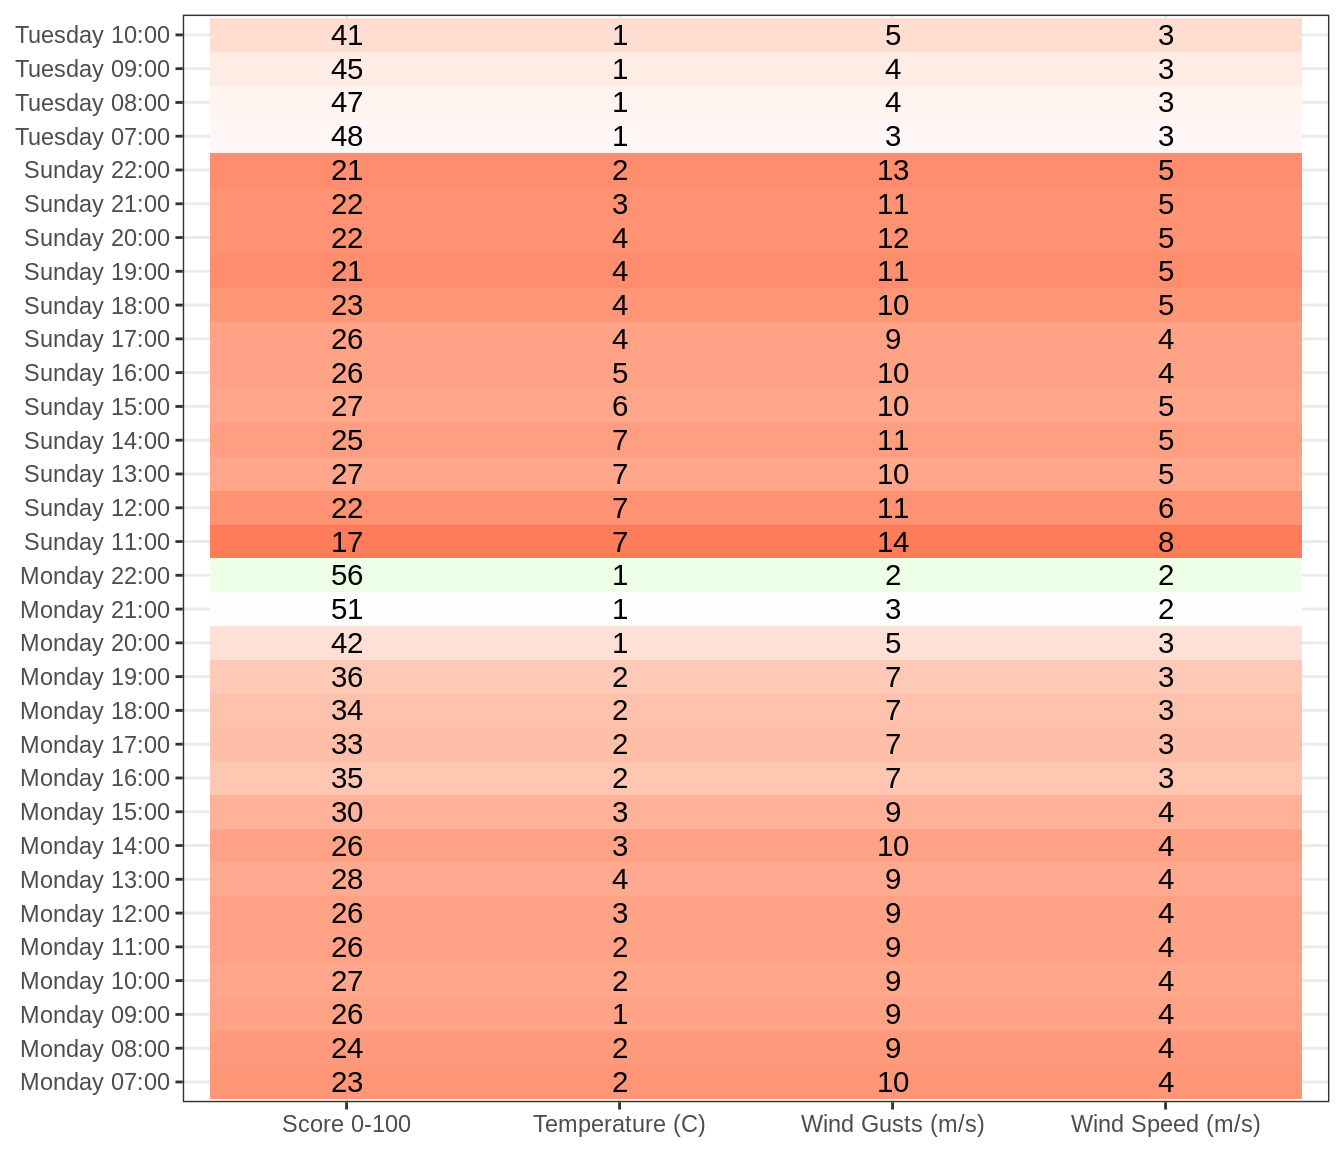 Tuesday 10:00 41 1 5 3
Tuesday 09:00 45 1 4 3
Tuesday 08:00 47 1 4 3
Tuesday 07:00 48 1 3 3
Sunday 22:00 21 2 13 5
Sunday 21:00 22 3 11 5
Sunday 20:00 22 4 12 5
Sunday 19:00 21 4 11 5
Sunday 18:00 23 4 10 5
Sunday 17:00 26 4 9 4
Sunday 16:00 26 5 10 4
Sunday 15:00 27 6 10 5
Sunday 14:00 25 7 11 5
Sunday 13:00 27 7 10 5
Sunday 12:00 22 7 11 6
Sunday 11:00 17 7 14 8
Monday 22:00 56 1 2 2
Monday 21:00 51 1 3 2
Monday 20:00 42 1 5 3
Monday 19:00 36 2 7 3
Monday 18:00 34 2 7 3
Monday 17:00 33 2 7 3
Monday 16:00 35 2 7 3
Monday 15:00 30 3 9 4
Monday 14:00 26 3 10 4
Monday 13:00 28 4 9 4
Monday 12:00 26 3 9 4
Monday 11:00 26 2 9 4
Monday 10:00 27 2 9 4
Monday 09:00 26 1 9 4
Monday 08:00 24 2 9 4
Monday 07:00 23 2 10 4
Score 0-100 Temperature (C) Wind Gusts (m/s) Wind Speed (m/s)